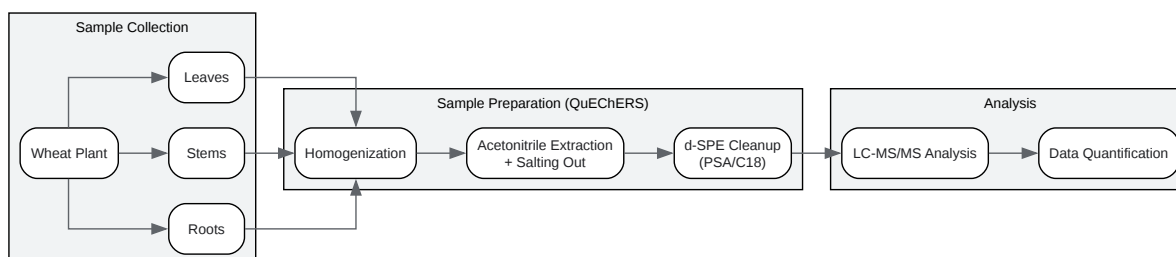 Sample Collection
Leaves
Wheat Plant
Stems
Roots
Sample Preparation (QuEChERS)
Homogenization
Acetonitrile Extraction
+ Salting Out
d-SPE Cleanup
(PSA/C18)
Analysis
LC-MS/MS Analysis
Data Quantification